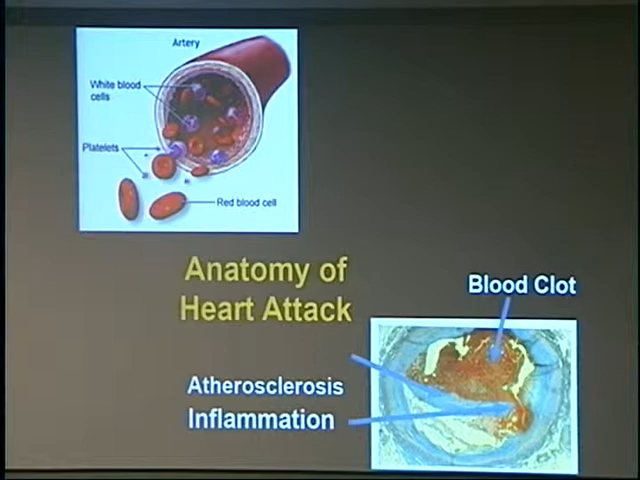 Artery
White blood
cells
Platelets
Red blood cell
Anatomy of
Heart Attack
Blood Clot
Atherosclerosis
Inflammation